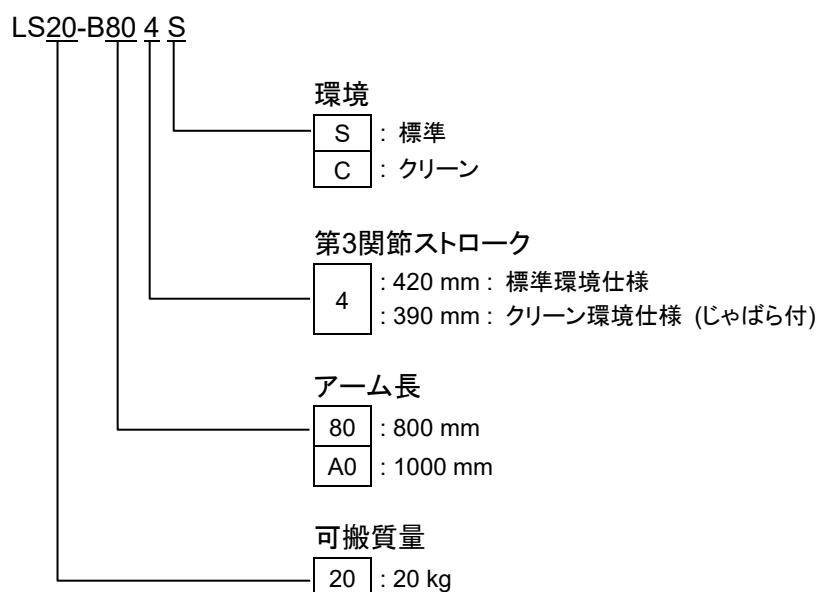 LS20-B80 4 S
環境
S : 標準
C : クリーン
第3関節ストローク
4
: 420 mm : 標準環境仕様
: 390 mm : クリーン環境仕様 (じゃばら付)
アーム長
80 : 800 mm
A0 : 1000 mm
可搬質量
20 : 20 kg